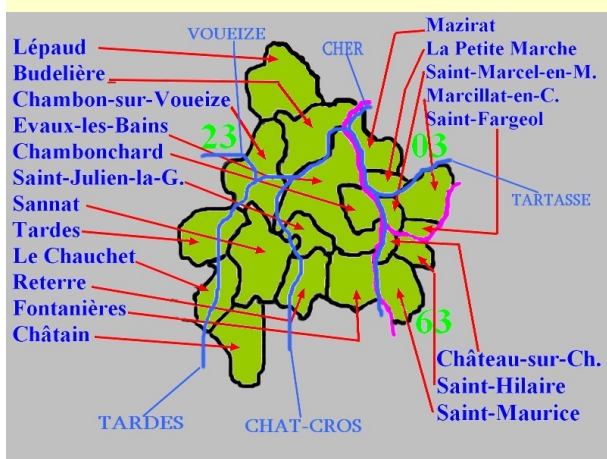 VOUEIZE
CHER
Lépaud
Budelière
Chambon-sur-Voueize
Evaux-les-Bains
Chambonchard
Saint-Julien-la-G.
Sannat
Tardes
Le Chauchet
Reterre
Fontanières
Châtain
23
Mazirat
La Petite Marche
Saint-Marcel-en-M.
Marcillat-en-C.
Saint-Fargeol
03
TARTASSE
63
Château-sur-Ch.
Saint-Hilaire
Saint-Maurice
TARDES
CHAT-CROS